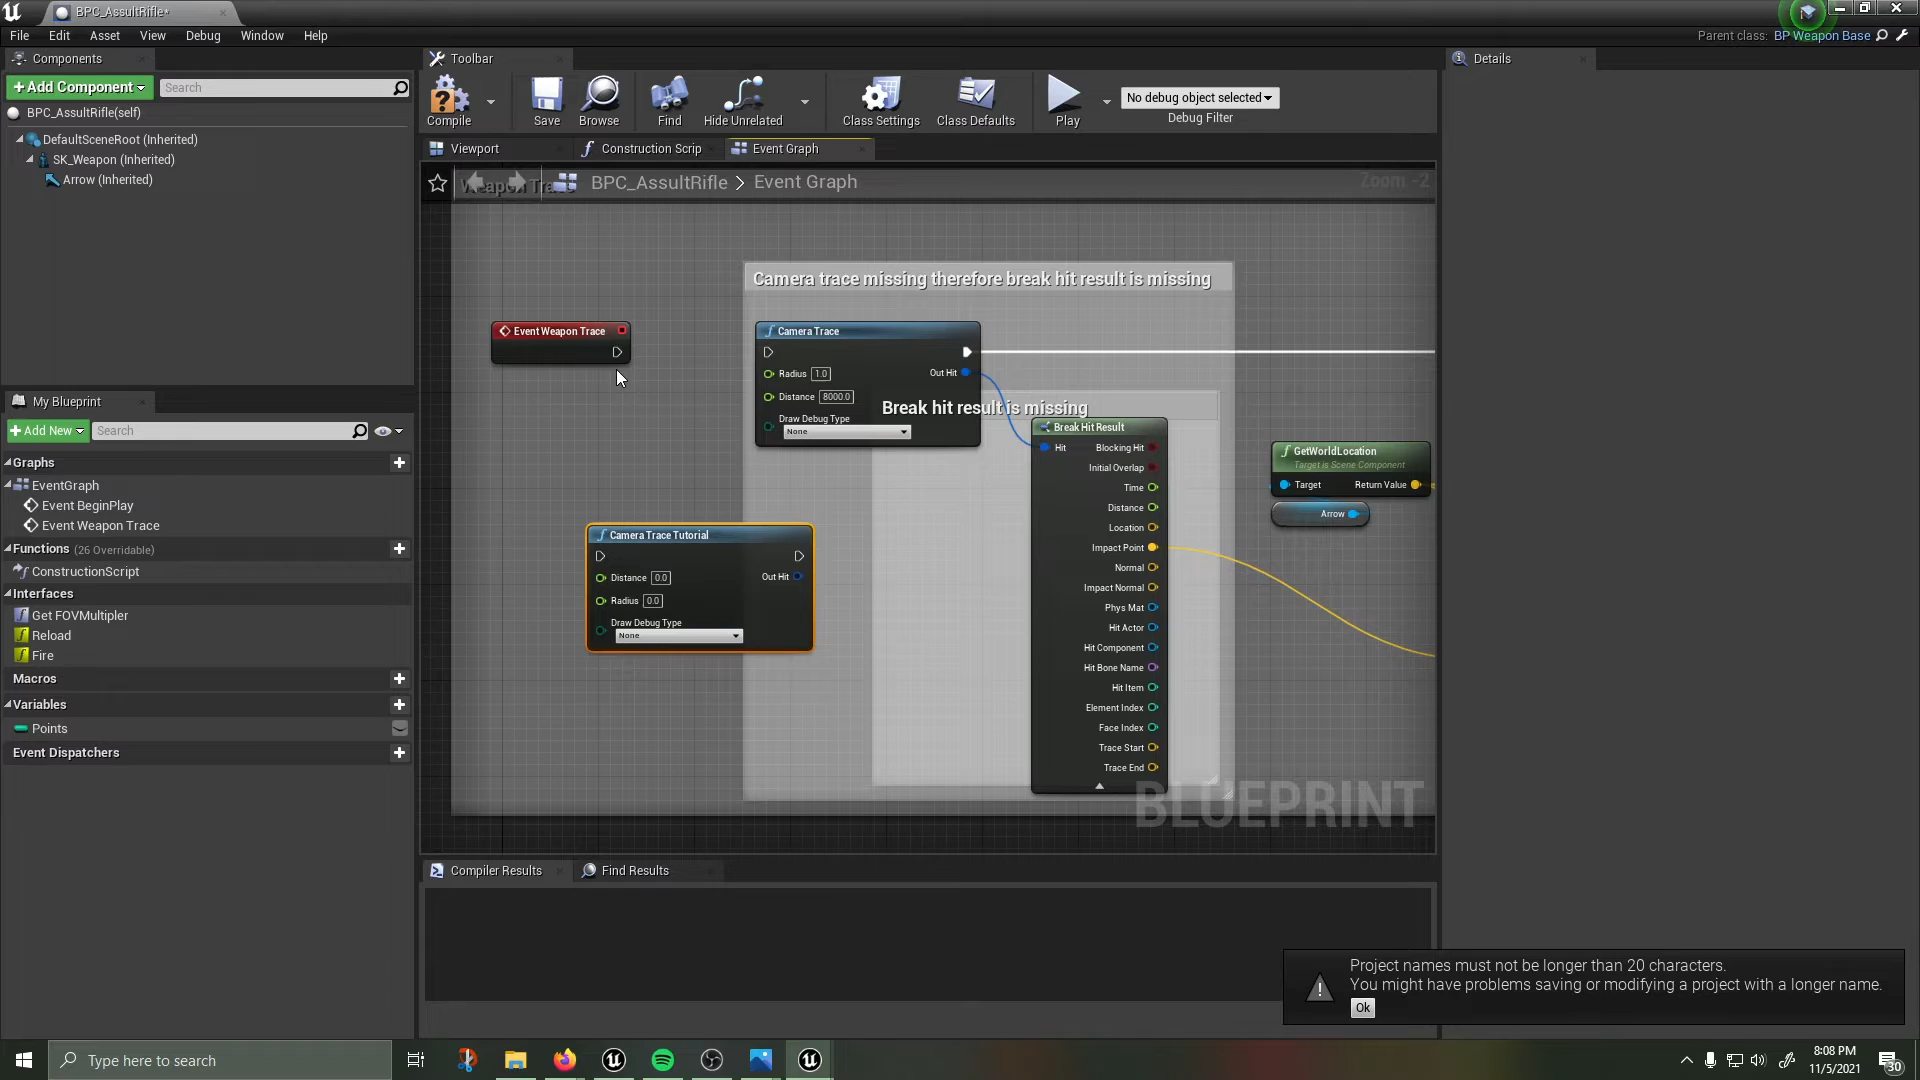 BPC_AssultRifle*
File
Edit
Asset
View
Debug
Window
Help
Parent class: BP Weapon Base
Components
Toolbar
Details
+Add Component
Search
BPC_AssultRifle(self)
DefaultSceneRoot (Inherited)
SK_Weapon (Inherited)
Arrow (Inherited)
Compile
Save
Browse
Find
Hide Unrelated
Class Settings
Class Defaults
Play
No debug object selected
Debug Filter
Viewport
Construction Scrip
Event Graph
BPC_AssultRifle > Event Graph
Zoom -2
Camera trace missing therefore break hit result is missing
Event Weapon Trace
Camera Trace
Radius 1.0
Out Hit
Distance 8000.0
Draw Debug Type
None
Break hit result is missing
Break Hit Result
Hit
Blocking Hit
Initial Overlap
Time
Distance
Location
Impact Point
Normal
Impact Normal
Phys Mat
Hit Actor
Hit Component
Hit Bone Name
Hit Item
Element Index
Face Index
Trace Start
Trace End
GetWorldLocation
Target is Scene Component
Target
Return Value
Arrow
Camera Trace Tutorial
Distance 0.0
Out Hit
Radius 0.0
Draw Debug Type
None
BLUEPRINT
My Blueprint
+Add New
Search
Graphs
EventGraph
Event BeginPlay
Event Weapon Trace
Functions (26 Overridable)
ConstructionScript
Interfaces
Get FOVMultipler
Reload
Fire
Macros
Variables
Points
Event Dispatchers
Compiler Results
Find Results
Project names must not be longer than 20 characters.
You might have problems saving or modifying a project with a longer name.
Ok
Type here to search
8:08 PM
11/5/2021
30